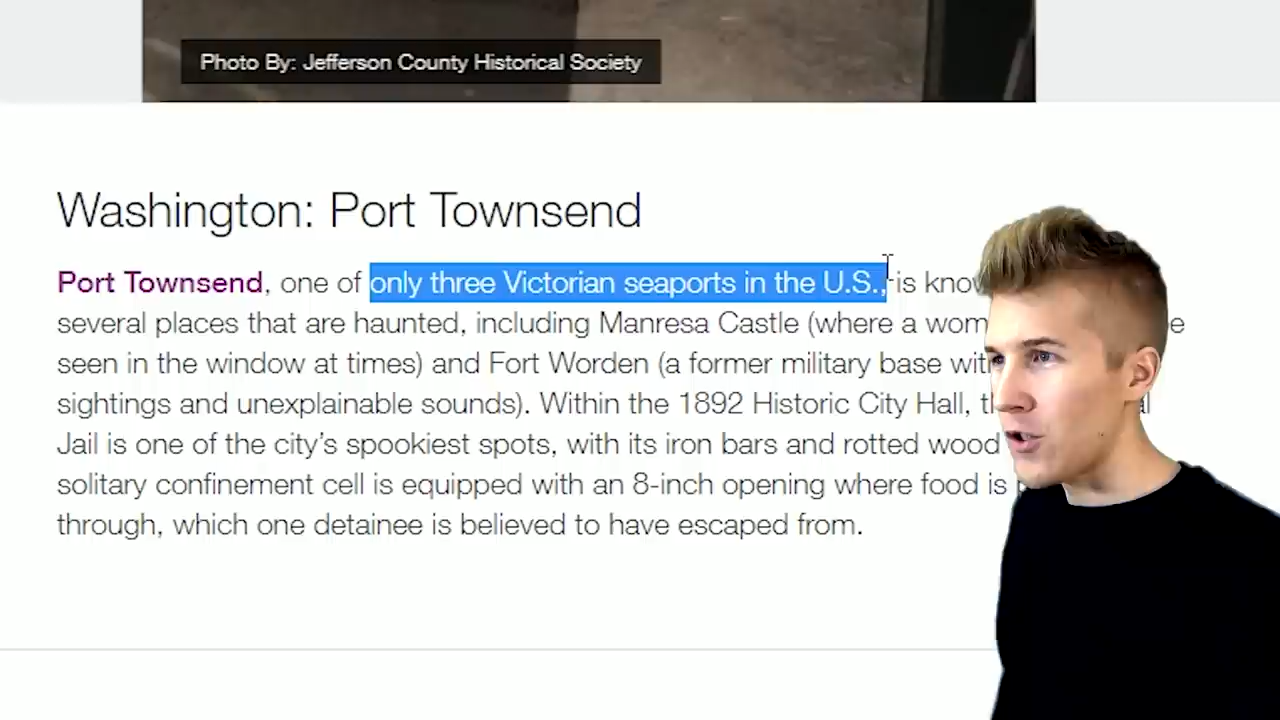 Photo By: Jefferson County Historical Society
Washington: Port Townsend
Port Townsend, one of only three Victorian seaports in the U.S., is
several places that are haunted, including Manresa Castle (where a
seen in the window at times) and Fort Worden (a former military base
sightings and unexplainable sounds). Within the 1892 Historic City Hall,
Jail is one of the city’s spookiest spots, with its iron bars and rotted wood
solitary confinement cell is equipped with an 8-inch opening where food is
through, which one detainee is believed to have escaped from.